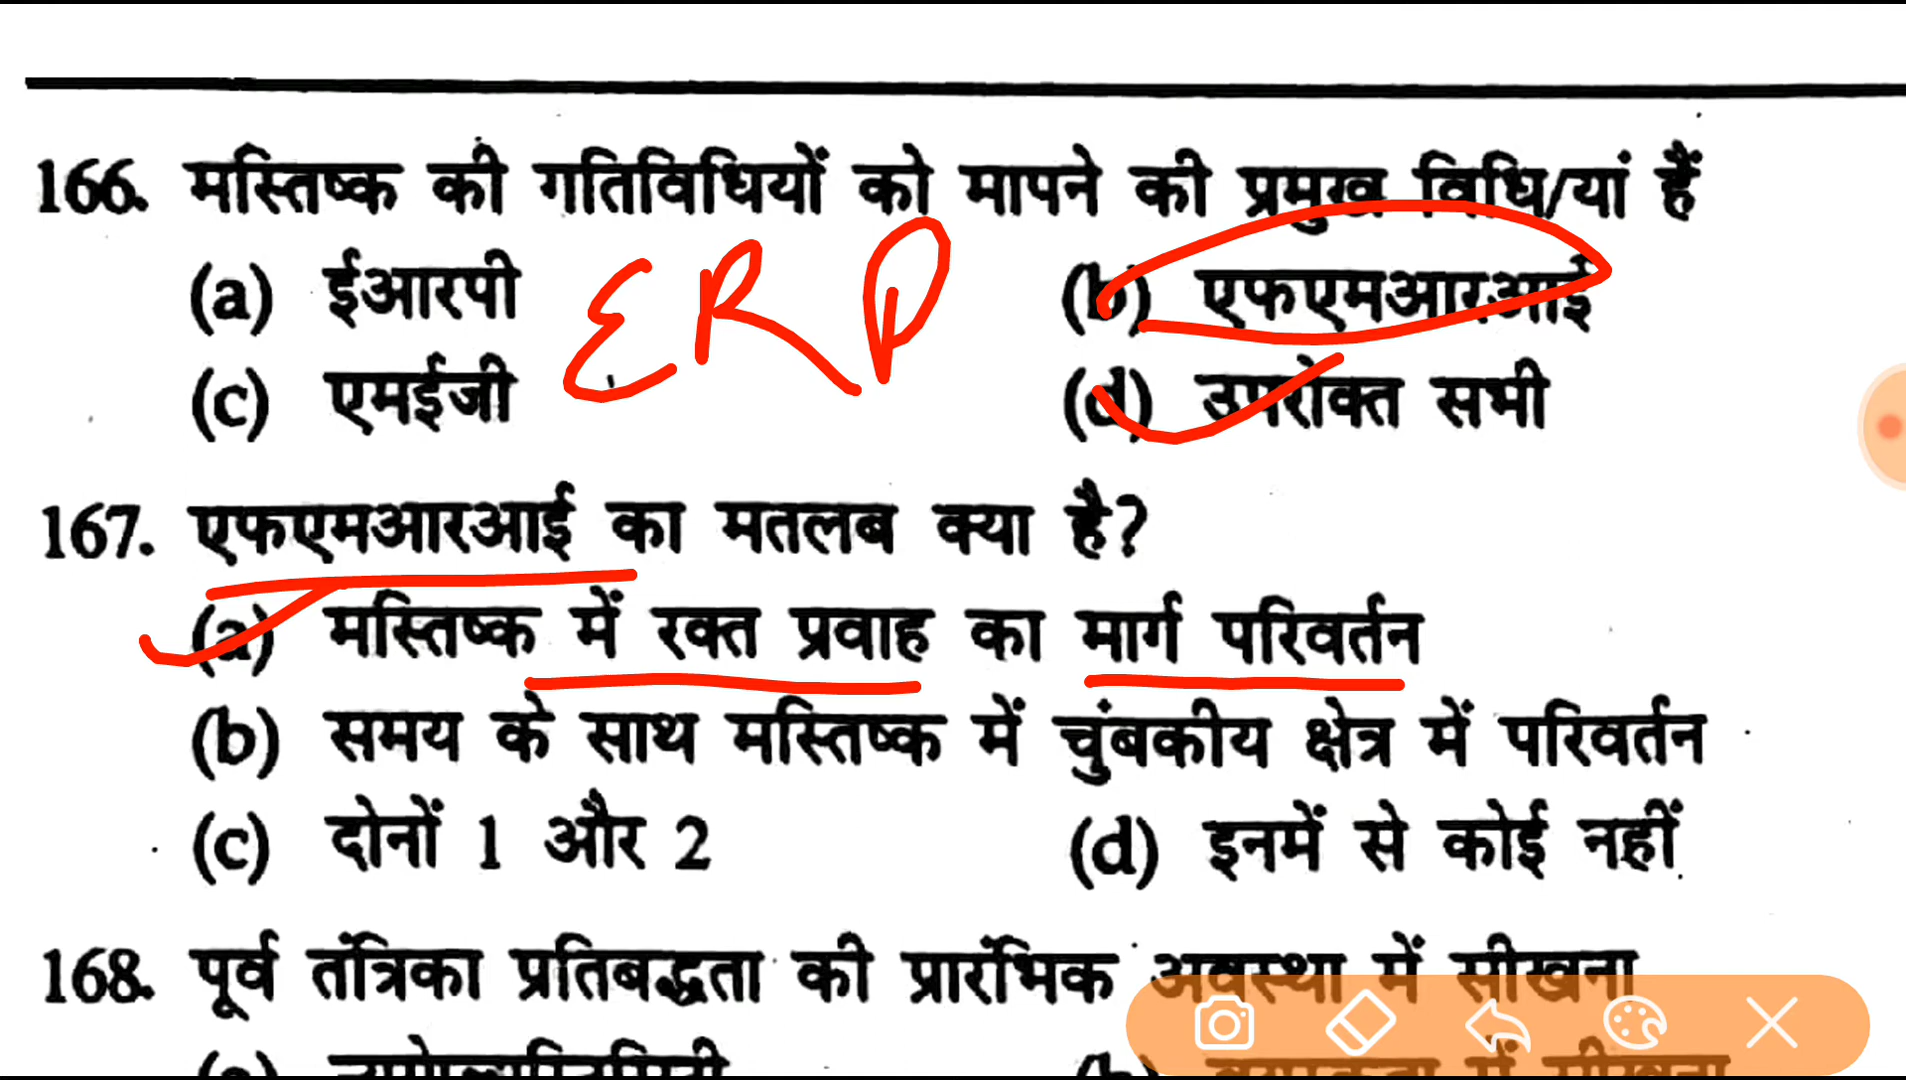 166. मस्तिष्क की गतिविधियों को मापने की प्रमुख विधि/यां हैं
(a) ईआरपी ERP (b) एफएमआरआई
(c) एमईजी (d) उपरोक्त सभी
167. एफएमआरआई का मतलब क्या है?
(a) मस्तिष्क में रक्त प्रवाह का मार्ग परिवर्तन
(b) समय के साथ मस्तिष्क में चुंबकीय क्षेत्र में परिवर्तन
(c) दोनों 1 और 2 (d) इनमें से कोई नहीं
168. पूर्व तंत्रिका प्रतिबद्धता की प्रारंभिक अवस्था में सीखना